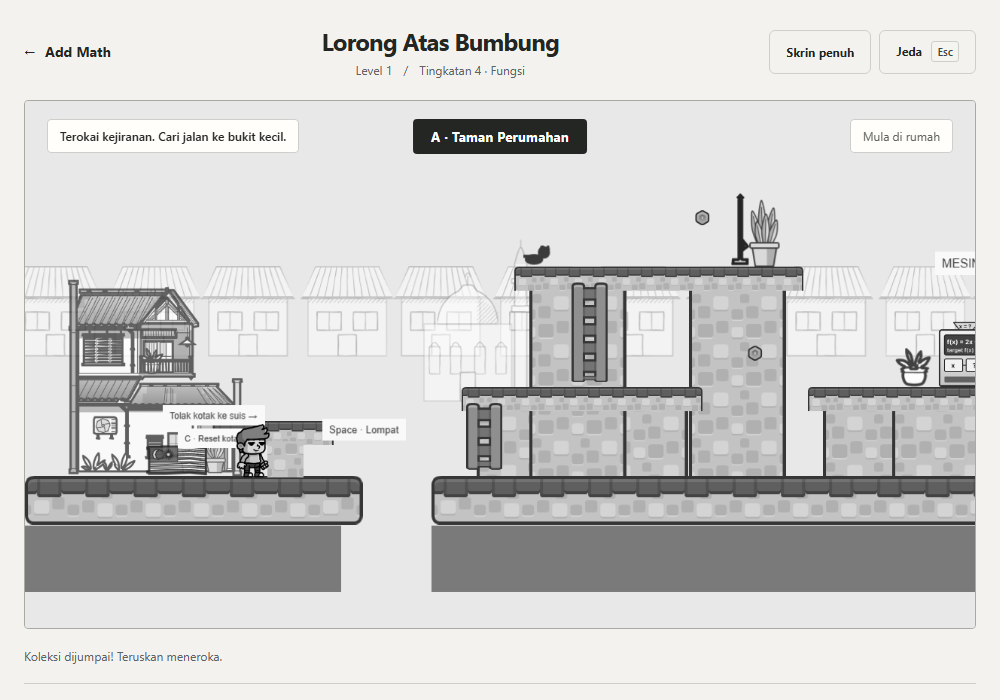 ← Add Math
Lorong Atas Bumbung
Level 1 / Tingkatan 4 · Fungsi
Skrin penuh
Jeda Esc
Terokai kejiranan. Cari jalan ke bukit kecil.
A · Taman Perumahan
Mula di rumah
MESIN
f(x) = 2x
target f(x)
x
Tolak kotak ke suis →
C · Reset kota
Space · Lompat
Koleksi dijumpai! Teruskan meneroka.